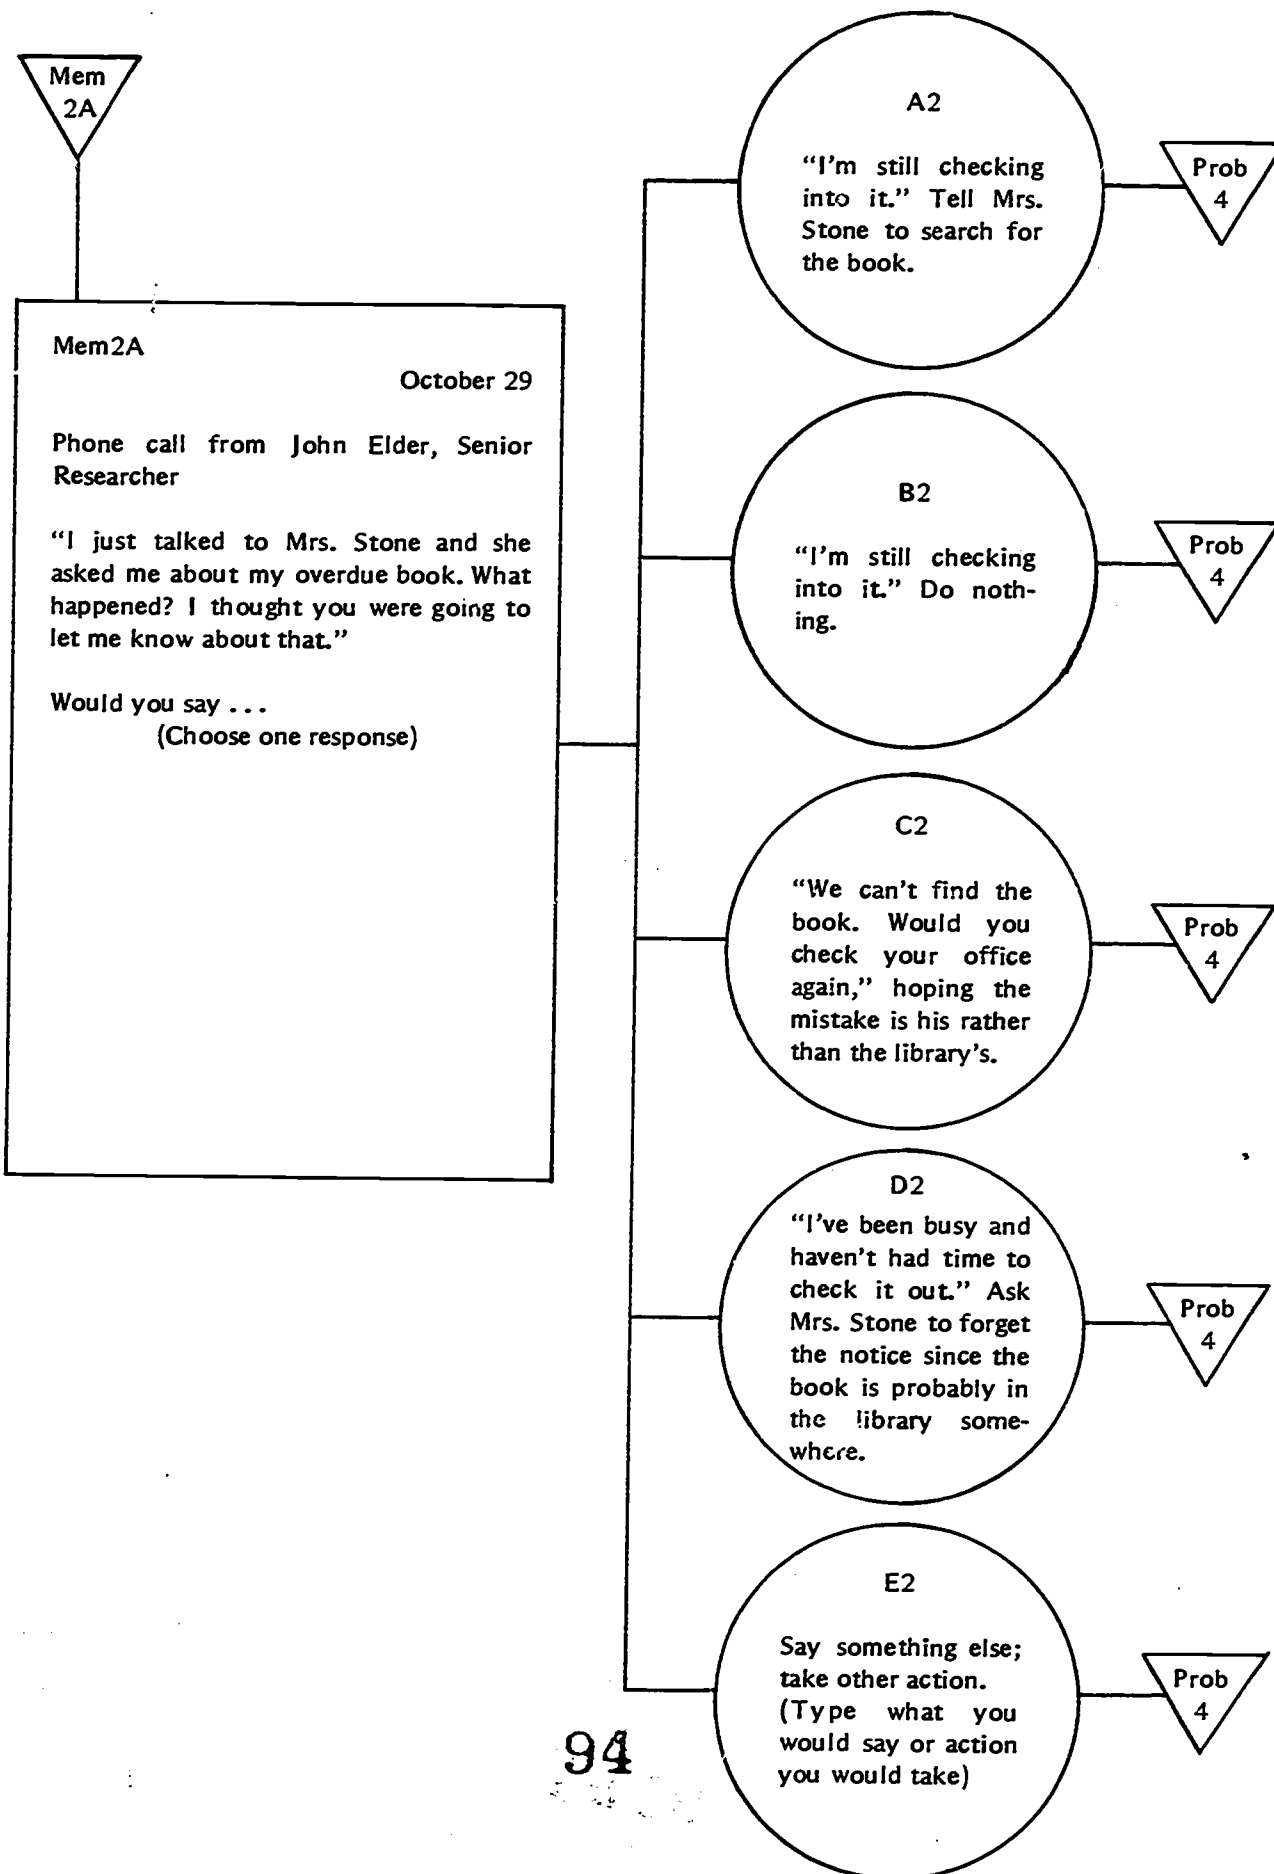 Mem
2A
Mem2A
October 29
Phone call from John Elder, Senior
Researcher
“I just talked to Mrs. Stone and she
asked me about my overdue book. What
happened? I thought you were going to
let me know about that.”
Would you say ...
(Choose one response)
A2
“I'm still checking
into it.” Tell Mrs.
Stone to search for
the book.
Prob
4
B2
“I'm still checking
into it.” Do noth-
ing.
Prob
4
C2
“We can't find the
book. Would you
check your office
again,” hoping the
mistake is his rather
than the library's.
Prob
4
D2
“I've been busy and
haven't had time to
check it out.” Ask
Mrs. Stone to forget
the notice since the
book is probably in
the library some-
where.
Prob
4
E2
Say something else;
take other action.
(Type what you
would say or action
you would take)
Prob
4
94